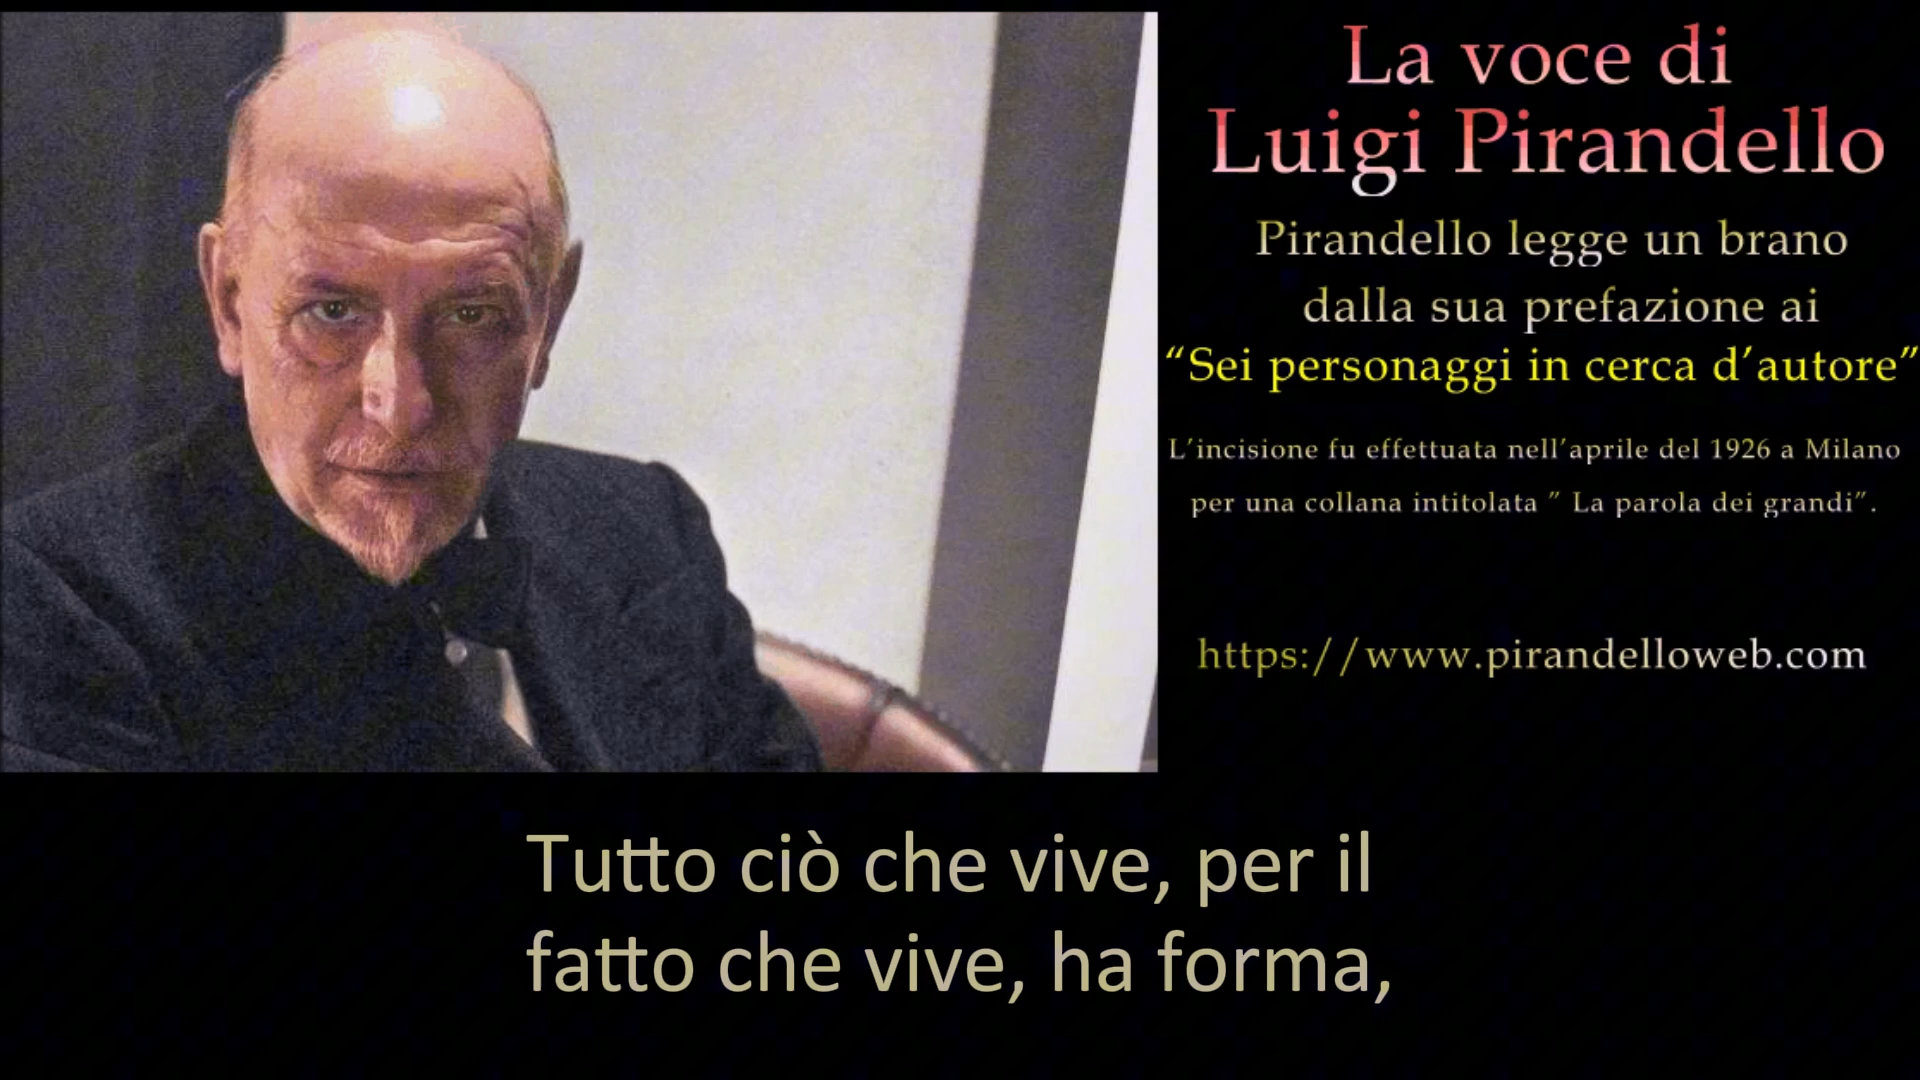 La voce di
Luigi Pirandello
Pirandello legge un brano
dalla sua prefazione ai
“Sei personaggi in cerca d’autore”
L’incisione fu effettuata nell’aprile del 1926 a Milano
per una collana intitolata ” La parola dei grandi”.
https://www.pirandelloweb.com
Tutto ciò che vive, per il
fatto che vive, ha forma,